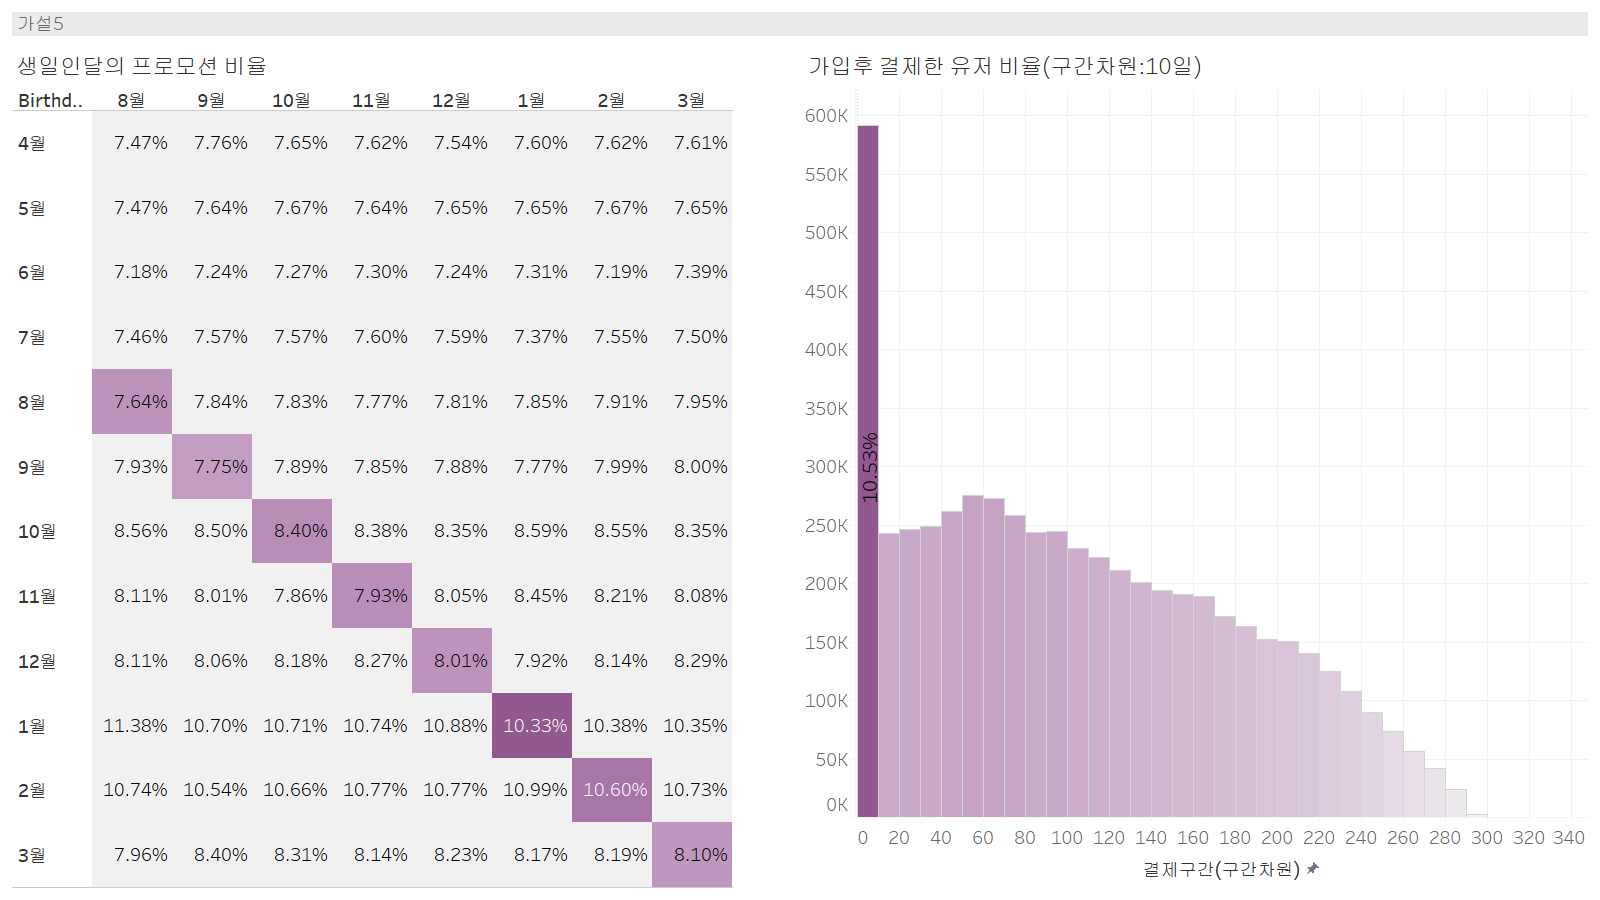 가설5
생일인달의 프로모션 비율
Birthd.. 8월 9월 10월 11월 12월 1월 2월 3월
4월 7.47% 7.76% 7.65% 7.62% 7.54% 7.60% 7.62% 7.61%
5월 7.47% 7.64% 7.67% 7.64% 7.65% 7.65% 7.67% 7.65%
6월 7.18% 7.24% 7.27% 7.30% 7.24% 7.31% 7.19% 7.39%
7월 7.46% 7.57% 7.57% 7.60% 7.59% 7.37% 7.55% 7.50%
8월 7.64% 7.84% 7.83% 7.77% 7.81% 7.85% 7.91% 7.95%
9월 7.93% 7.75% 7.89% 7.85% 7.88% 7.77% 7.99% 8.00%
10월 8.56% 8.50% 8.40% 8.38% 8.35% 8.59% 8.55% 8.35%
11월 8.11% 8.01% 7.86% 7.93% 8.05% 8.45% 8.21% 8.08%
12월 8.11% 8.06% 8.18% 8.27% 8.01% 7.92% 8.14% 8.29%
1월 11.38% 10.70% 10.71% 10.74% 10.88% 10.33% 10.38% 10.35%
2월 10.74% 10.54% 10.66% 10.77% 10.77% 10.99% 10.60% 10.73%
3월 7.96% 8.40% 8.31% 8.14% 8.23% 8.17% 8.19% 8.10%
가입후 결제한 유저 비율(구간차원:10일)
600K
550K
500K
450K
400K
350K
300K
250K
200K
150K
100K
50K
0K
10.53%
0 20 40 60 80 100 120 140 160 180 200 220 240 260 280 300 320 340
결제구간(구간차원)